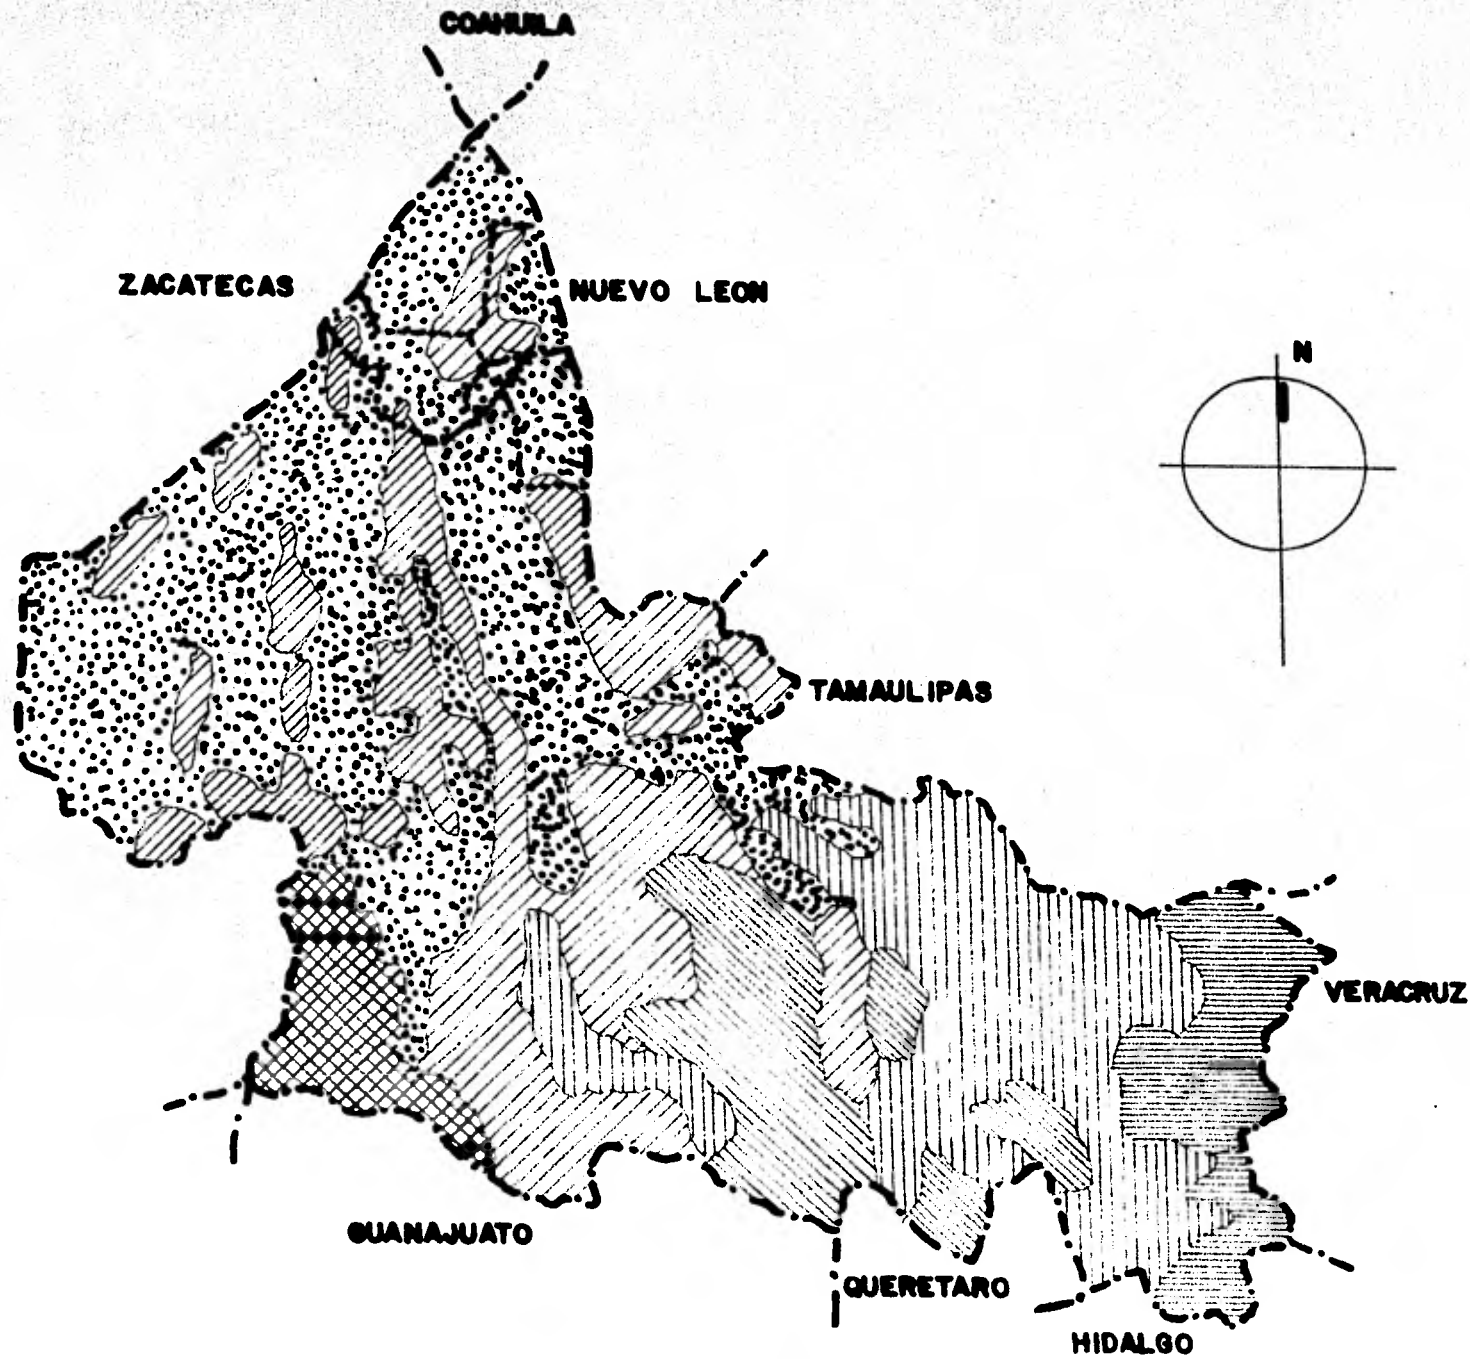 COAHUILA
ZACATECAS
NUEVO LEON
N
TAMAULIPAS
VERACRUZ
GUANAJUATO
QUERETARO
HIDALGO